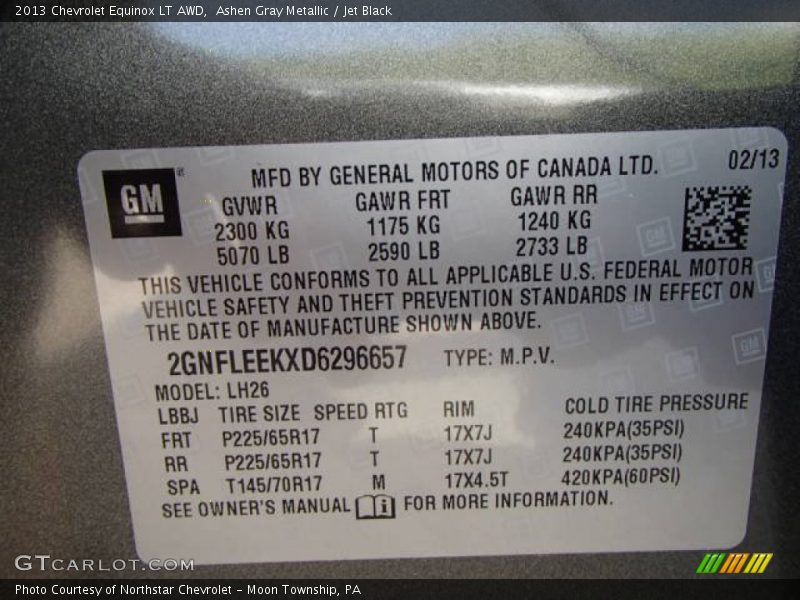 2013 Chevrolet Equinox LT AWD,  Ashen Gray Metallic / Jet Black
MFD BY GENERAL MOTORS OF CANADA LTD. 02/13
GM
GVWR GAWR FRT GAWR RR
2300 KG 1175 KG 1240 KG
5070 LB 2590 LB 2733 LB
THIS VEHICLE CONFORMS TO ALL APPLICABLE U.S. FEDERAL MOTOR
VEHICLE SAFETY AND THEFT PREVENTION STANDARDS IN EFFECT ON
THE DATE OF MANUFACTURE SHOWN ABOVE.
2GNFLEEKXD6296657 TYPE: M.P.V.
MODEL: LH26
LBBJ TIRE SIZE SPEED RTG RIM COLD TIRE PRESSURE
FRT P225/65R17 T 17X7J 240KPA(35PSI)
RR P225/65R17 T 17X7J 240KPA(35PSI)
SPA T145/70R17 M 17X4.5T 420KPA(60PSI)
SEE OWNER'S MANUAL FOR MORE INFORMATION.
GTCARLOT.COM
Photo Courtesy of Northstar Chevrolet - Moon Township, PA